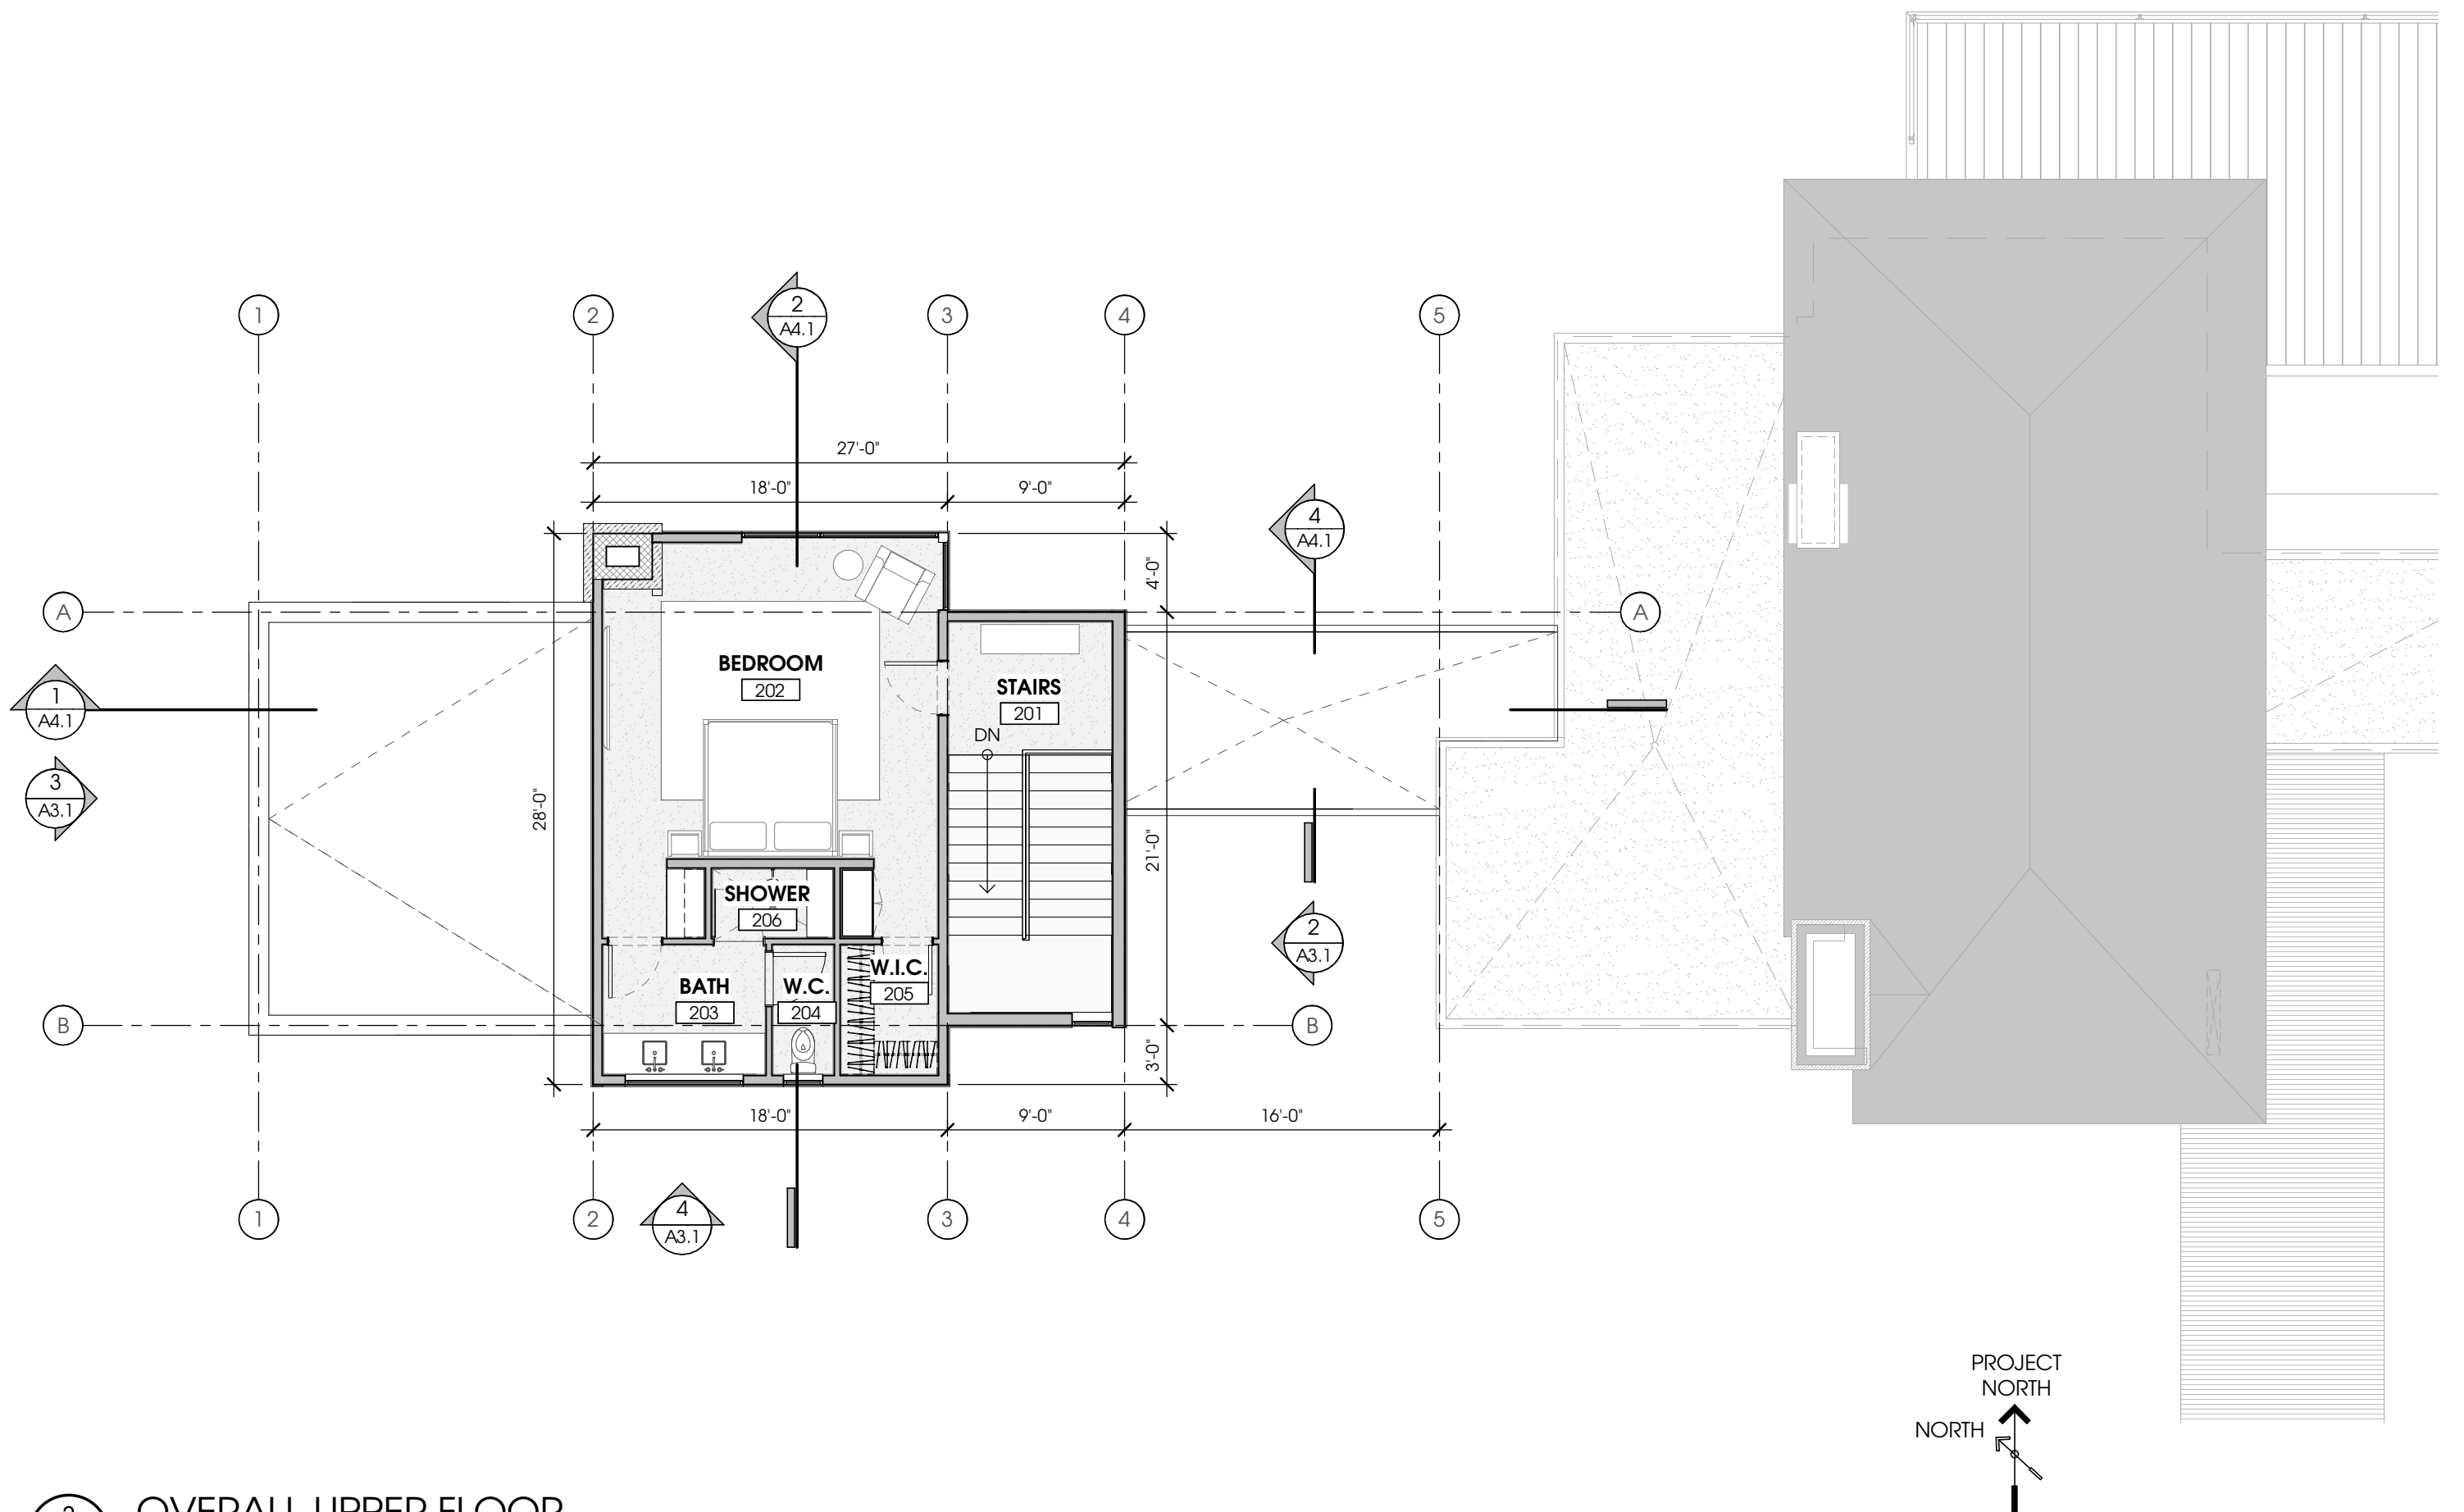 1
2
2
A4.1
3
4
5
27'-0"
18'-0"
9'-0"
4
A4.1
4'-0"
A
A
BEDROOM
202
STAIRS
201
DN
1
A4.1
3
A3.1
28'-0"
21'-0"
SHOWER
206
2
A3.1
BATH
203
W.C.
204
W.I.C.
205
B
B
3'-0"
18'-0"
9'-0"
16'-0"
1
2
4
A3.1
3
4
5
PROJECT
NORTH
NORTH
OVERALL UPPER FLOOR